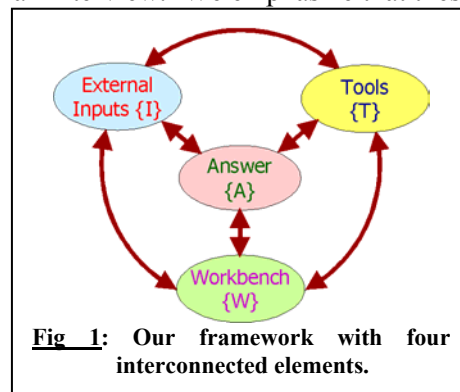 External
Inputs {I}
Tools
{T}
Answer
{A}
Workbench
{W}
Fig 1: Our framework with four
interconnected elements.